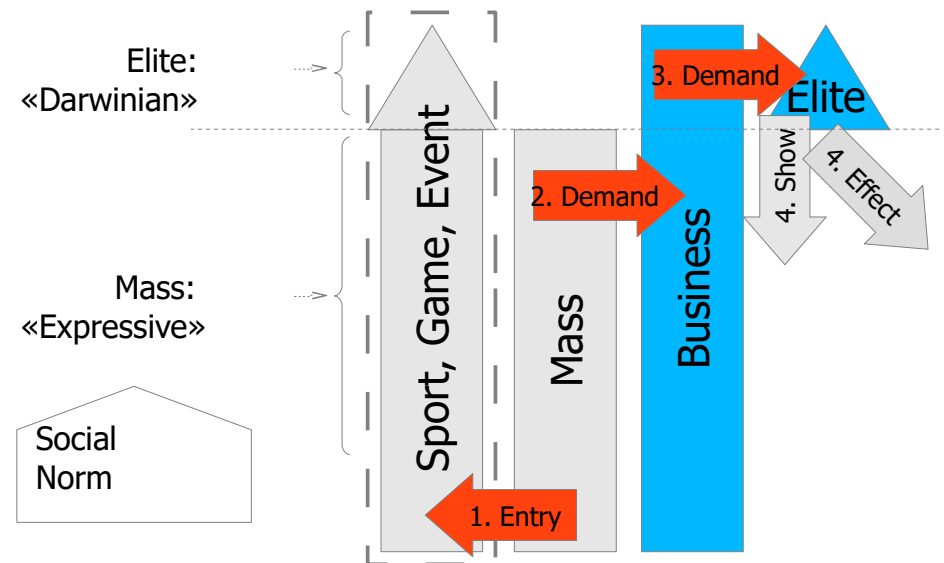 Elite:
«Darwinian»
Mass:
«Expressive»
Social
Norm
Sport, Game, Event
1. Entry
Mass
2. Demand
Business
3. Demand
Elite
4. Show
4. Effect